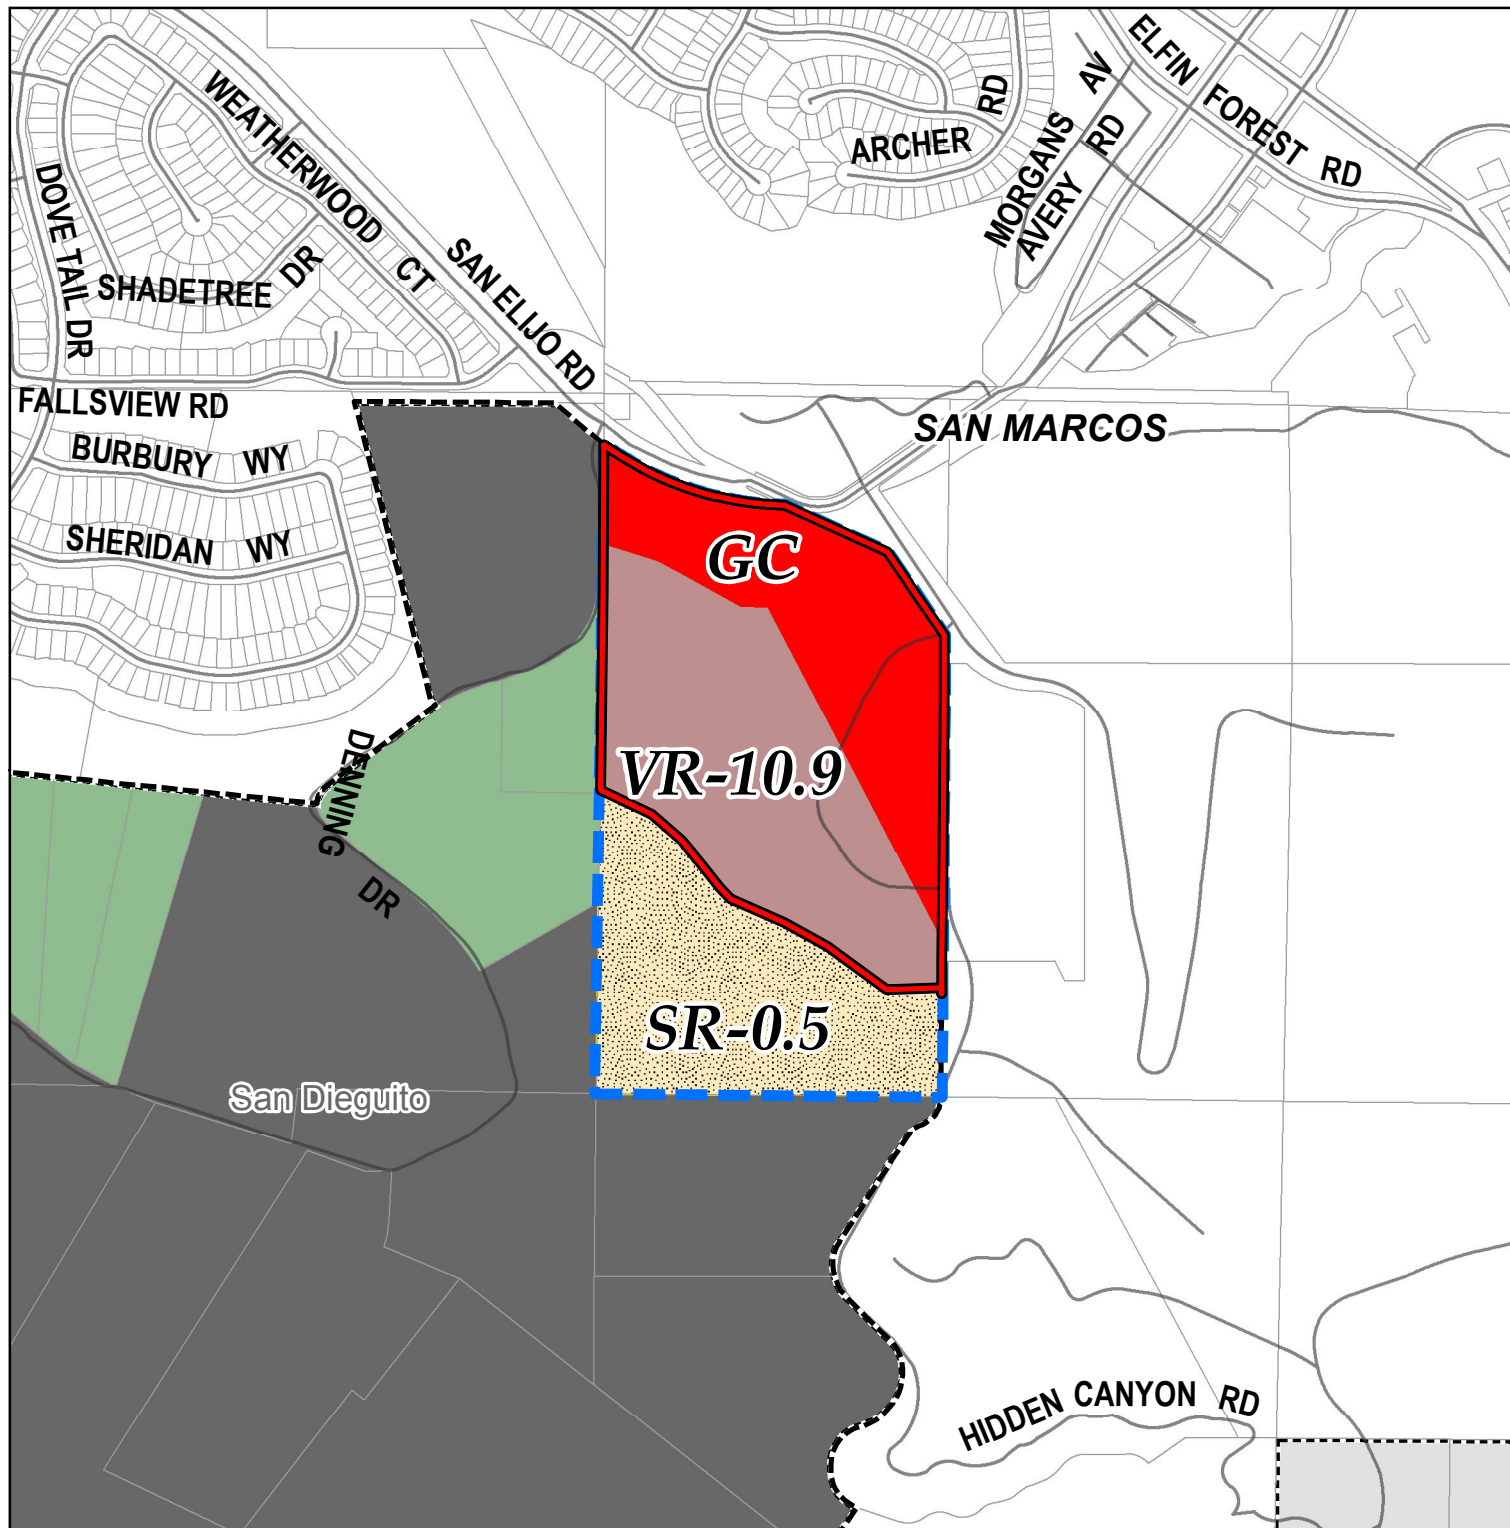 ELFIN FOREST RD
MORGANS AV
AVERY RD
ARCHER RD
WEATHERWOOD CT
DOVE TAIL DR
SHADETREE DR
SAN ELIJO RD
FALLSVIEW RD
SAN MARCOS
BURBURY WY
SHERIDAN WY
GC
VR-10.9
DENNING DR
SR-0.5
San Dieguito
HIDDEN CANYON RD